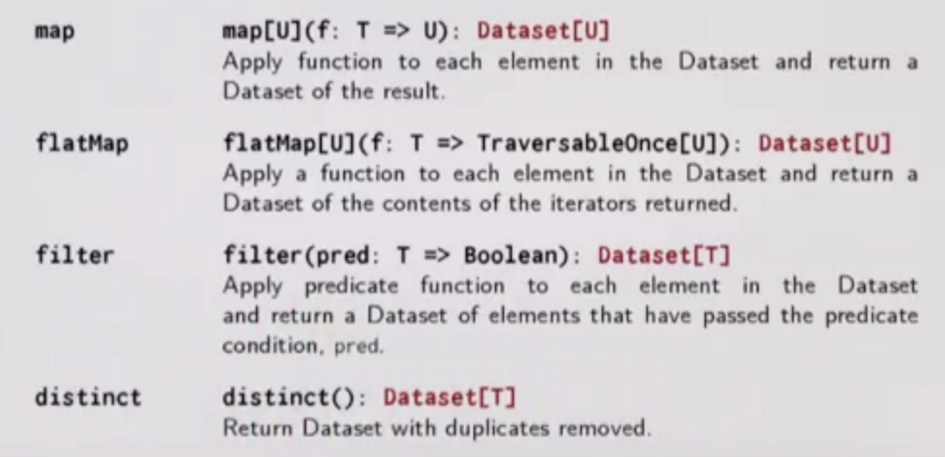 map map[U](f: T => U): Dataset[U]
Apply function to each element in the Dataset and return a
Dataset of the result.
flatMap flatMap[U](f: T => TraversableOnce[U]): Dataset[U]
Apply a function to each element in the Dataset and return a
Dataset of the contents of the iterators returned.
filter filter(pred: T => Boolean): Dataset[T]
Apply predicate function to each element in the Dataset
and return a Dataset of elements that have passed the predicate
condition, pred.
distinct distinct(): Dataset[T]
Return Dataset with duplicates removed.